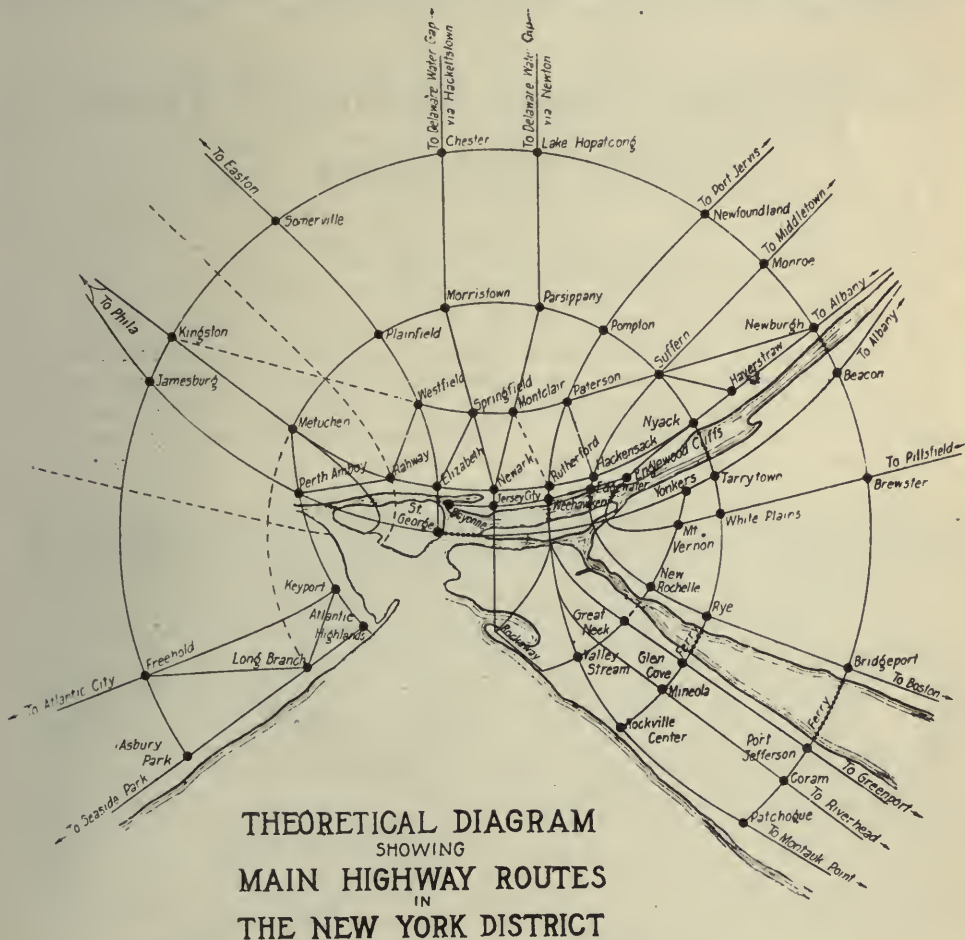 To Delaware Water Gap
via Hackettstown
To Delaware Water Gap
via Newton
Chester
Lake Hopatcong
To Easton
Somerville
To Port Jervis
Newfoundland
To Middletown
Monroe
To Phila
Kingston
Jamesburg
Morristown
Parsippany
Plainfield
Pompton
Suffern
Newburgh
To Albany
To Albany
Haverstraw
Beacon
Westfield
Springfield
Montclair
Paterson
Metuchen
Nyack
Perth Amboy
Rahway
Elizabeth
Newark
Rutherford
Hackensack
Englewood Cliffs
Edgewater
Jersey City
Weehawken
Yonkers
Tarrytown
To Pittsfield
Brewster
St.
George
Bayonne
White Plains
Mt
Vernon
New
Rochelle
Rye
Keyport
Atlantic
Highlands
Freehold
Long Branch
To Atlantic City
Great
Neck
Rockaway
Valley
Stream
Glen
Cove
Ferry
Mineola
Bridgeport
To Boston
Ferry
Asbury
Park
To Seaside Park
Rockville
Center
Port
Jefferson
To Greenport
Coram
To Riverhead
Patchogue
To Montauk Point
THEORETICAL DIAGRAM
SHOWING
MAIN HIGHWAY ROUTES
IN
THE NEW YORK DISTRICT